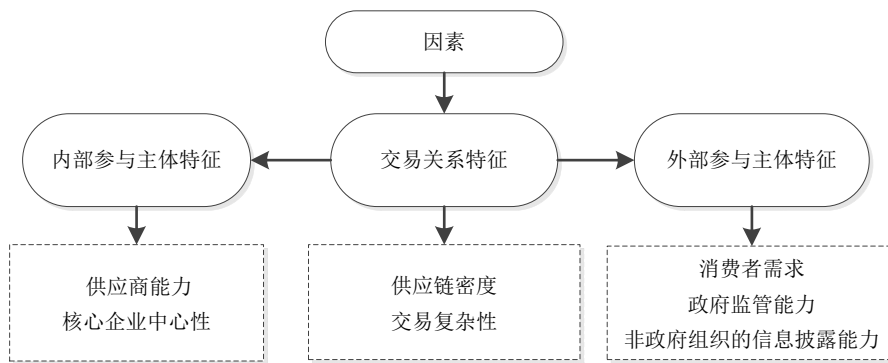 因素
内部参与主体特征
交易关系特征
外部参与主体特征
供应商能力
核心企业中心性
供应链密度
交易复杂性
消费者需求
政府监管能力
非政府组织的信息披露能力